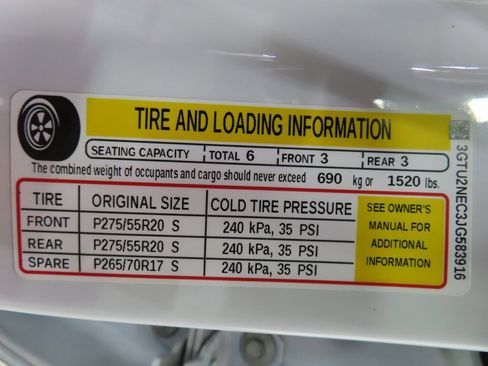 TIRE AND LOADING INFORMATION
SEATING CAPACITY TOTAL 6 FRONT 3 REAR 3
The combined weight of occupants and cargo should never exceed 690 kg or 1520 lbs.
TIRE ORIGINAL SIZE COLD TIRE PRESSURE
FRONT P275/55R20 S 240 kPa, 35 PSI
REAR P275/55R20 S 240 kPa, 35 PSI
SPARE P265/70R17 S 240 kPa, 35 PSI
SEE OWNER'S
MANUAL FOR
ADDITIONAL
INFORMATION
3GTU2NEC3JG583916